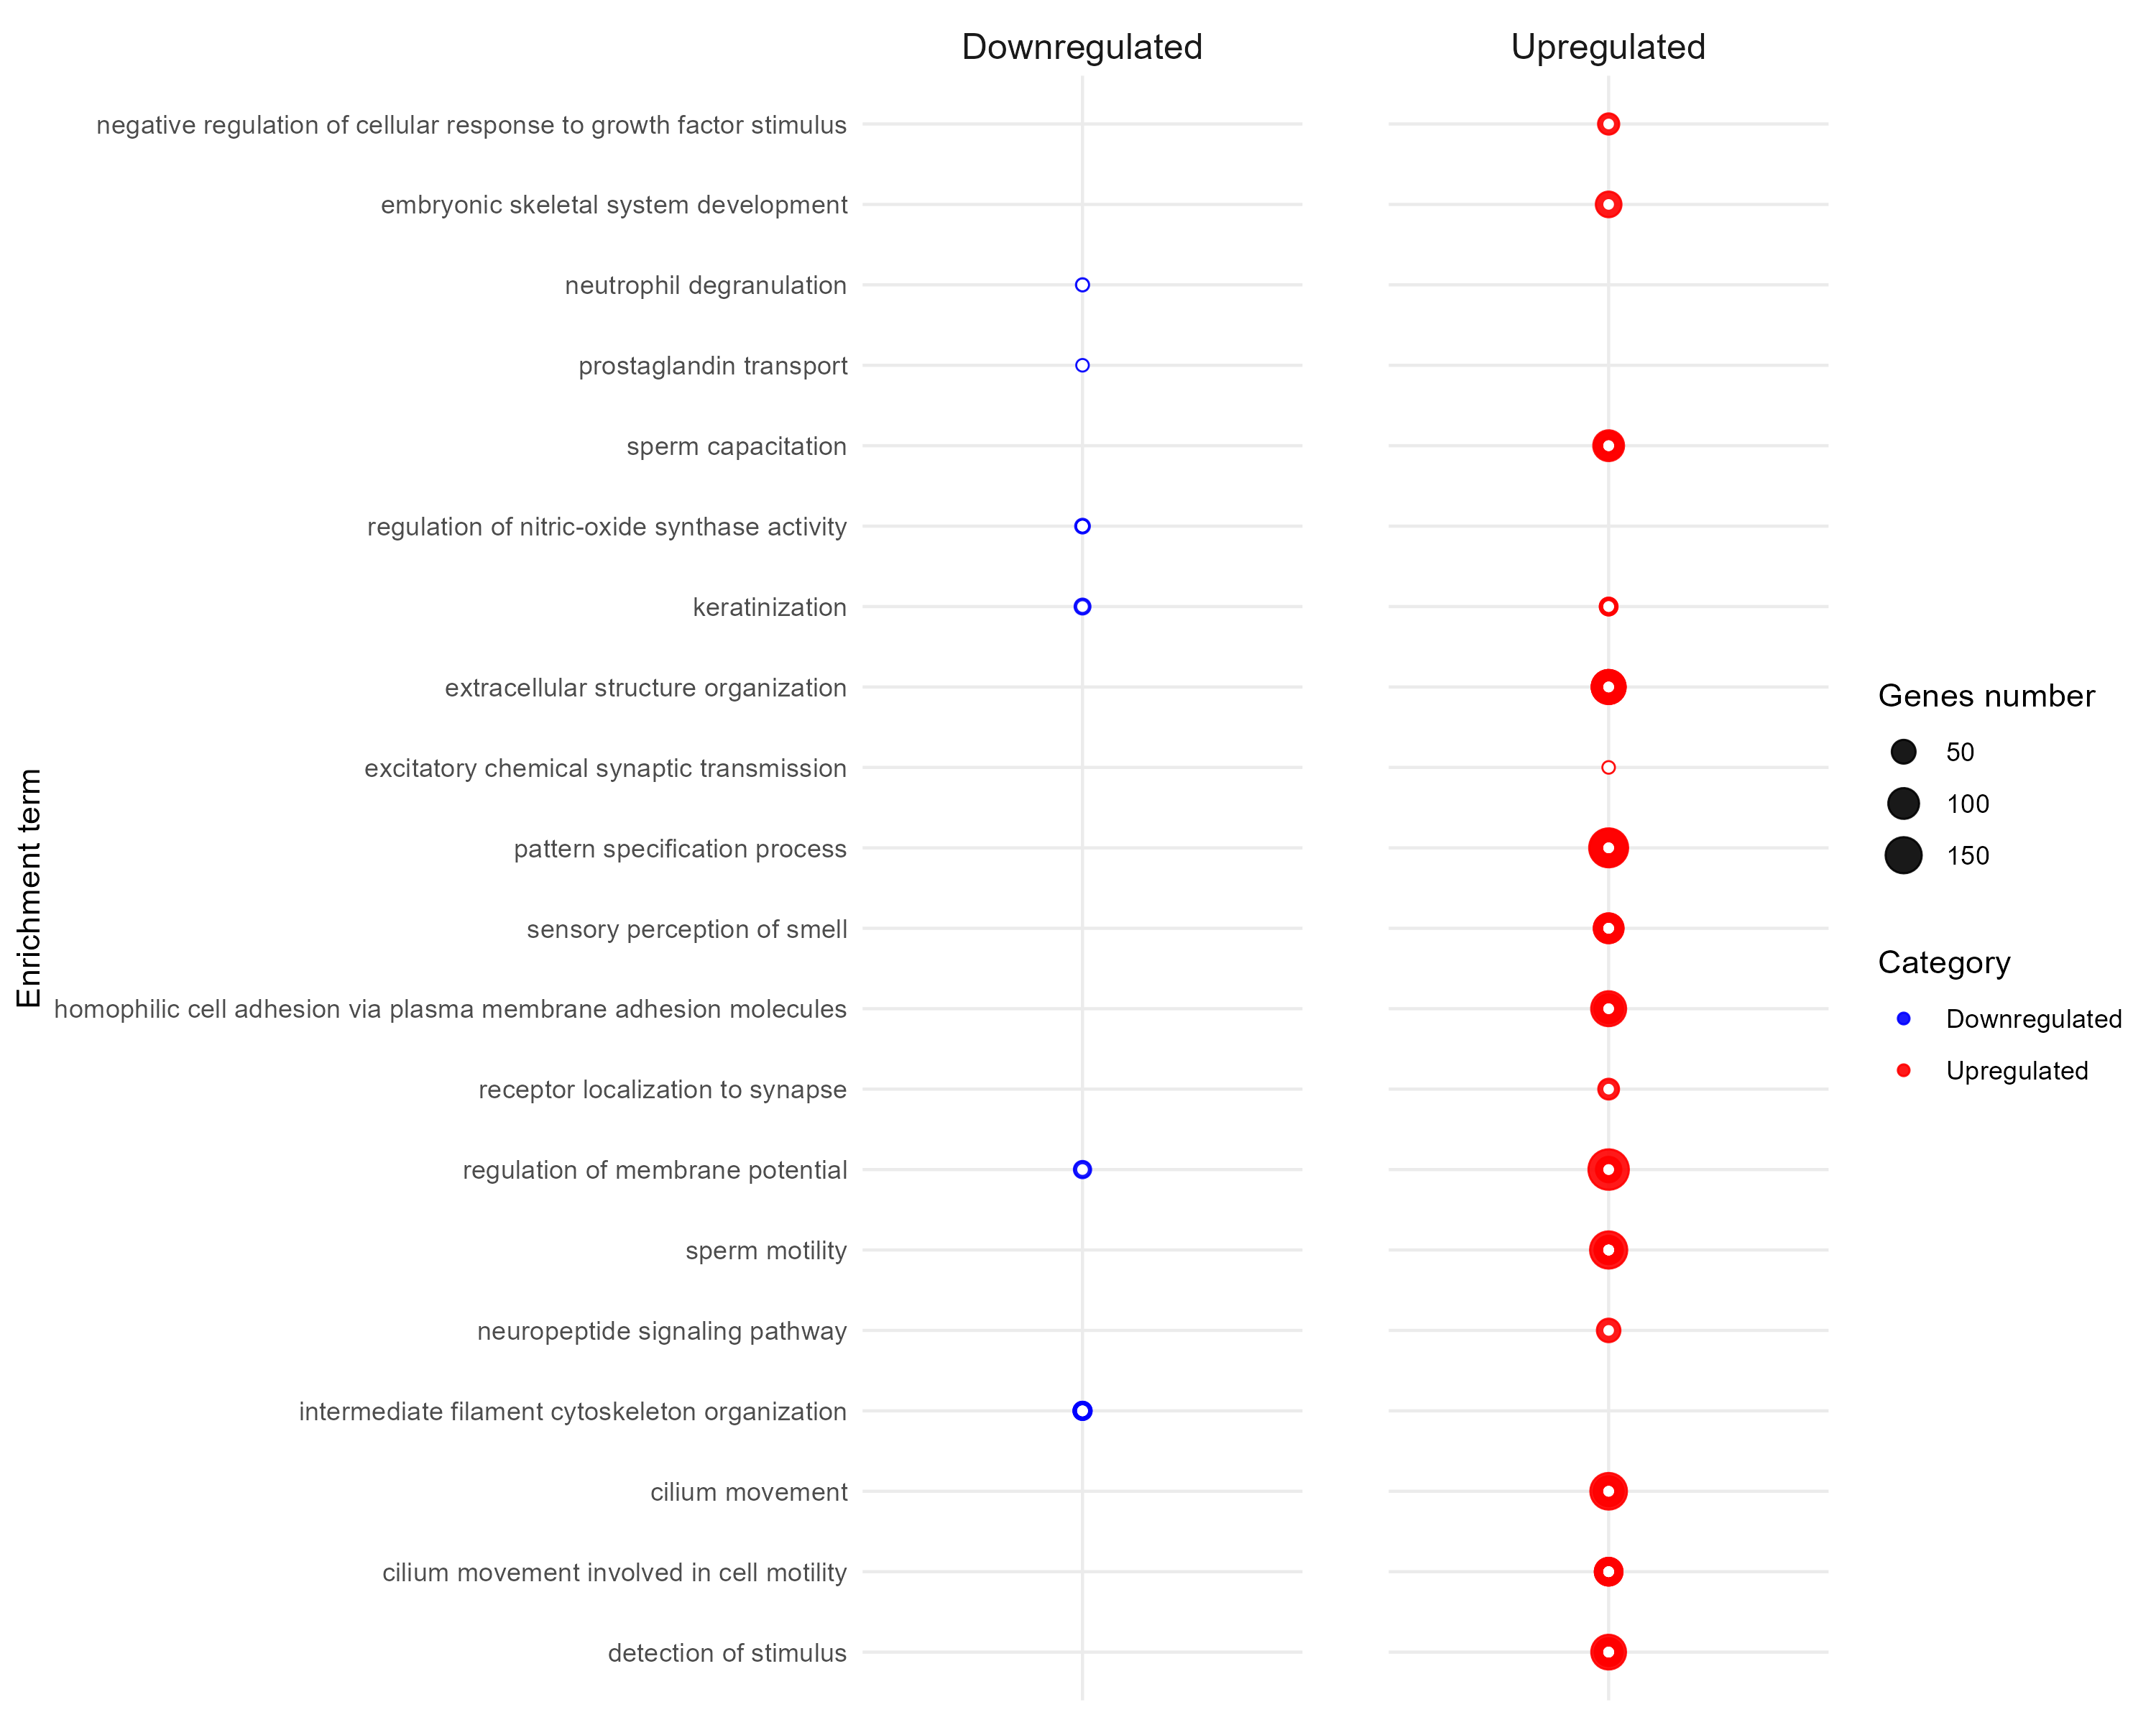 Downregulated
Upregulated
negative regulation of cellular response to growth factor stimulus
embryonic skeletal system development
neutrophil degranulation
prostaglandin transport
sperm capacitation
regulation of nitric-oxide synthase activity
keratinization
extracellular structure organization
excitatory chemical synaptic transmission
pattern specification process
sensory perception of smell
homophilic cell adhesion via plasma membrane adhesion molecules
receptor localization to synapse
regulation of membrane potential
sperm motility
neuropeptide signaling pathway
intermediate filament cytoskeleton organization
cilium movement
cilium movement involved in cell motility
detection of stimulus
Enrichment term
Genes number
50
100
150
Category
Downregulated
Upregulated